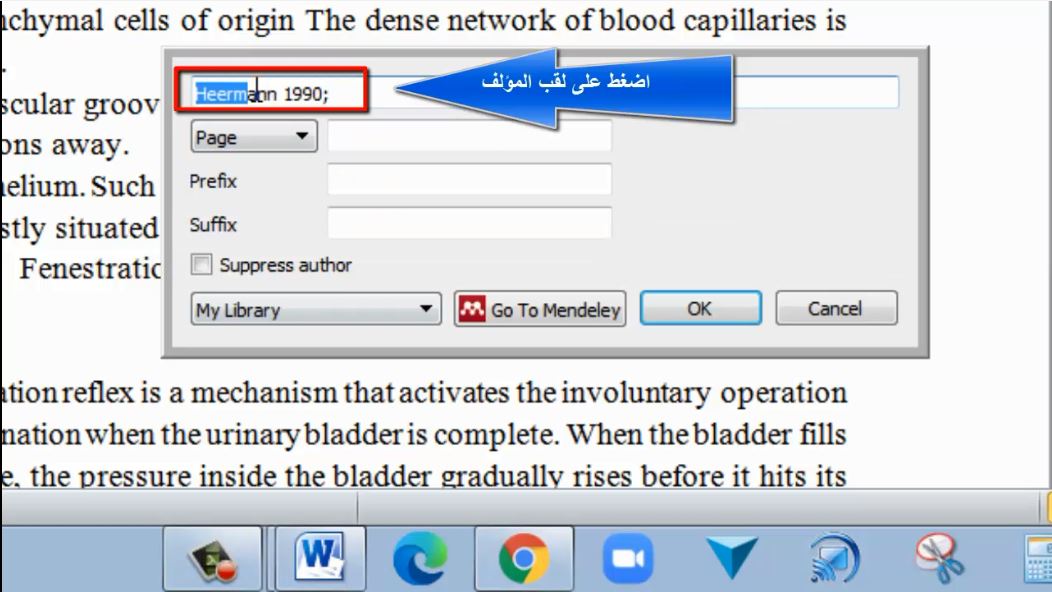 nchymal cells of origin The dense network of blood capillaries is
.
scular groov
ons away.
nelium. Such
stly situated
Fenestratio
Heermann 1990;
اضغط على لقب المؤلف
Page
Prefix
Suffix
Suppress author
My Library
Go To Mendeley
OK
Cancel
ation reflex is a mechanism that activates the involuntary operation
nation when the urinary bladder is complete. When the bladder fills
e, the pressure inside the bladder gradually rises before it hits its